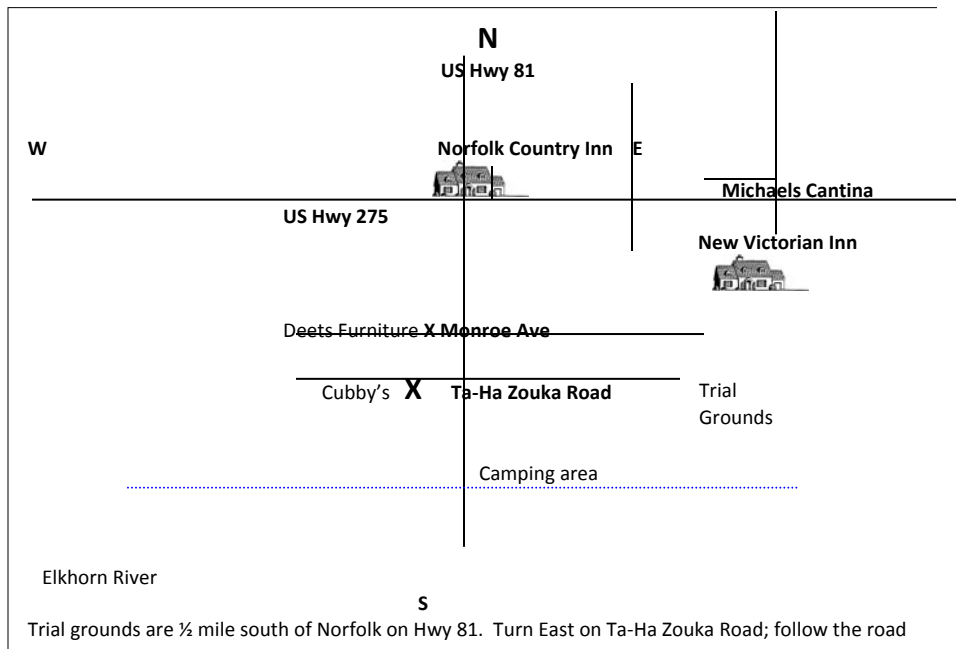 N
US Hwy 81
W
Norfolk Country Inn
E
Michaels Cantina
US Hwy 275
New Victorian Inn
Deets Furniture X Monroe Ave
Cubby’s X
Ta-Ha Zouka Road
Trial
Grounds
Camping area
Elkhorn River
S
Trial grounds are ½ mile south of Norfolk on Hwy 81.  Turn East on Ta-Ha Zouka Road; follow the road